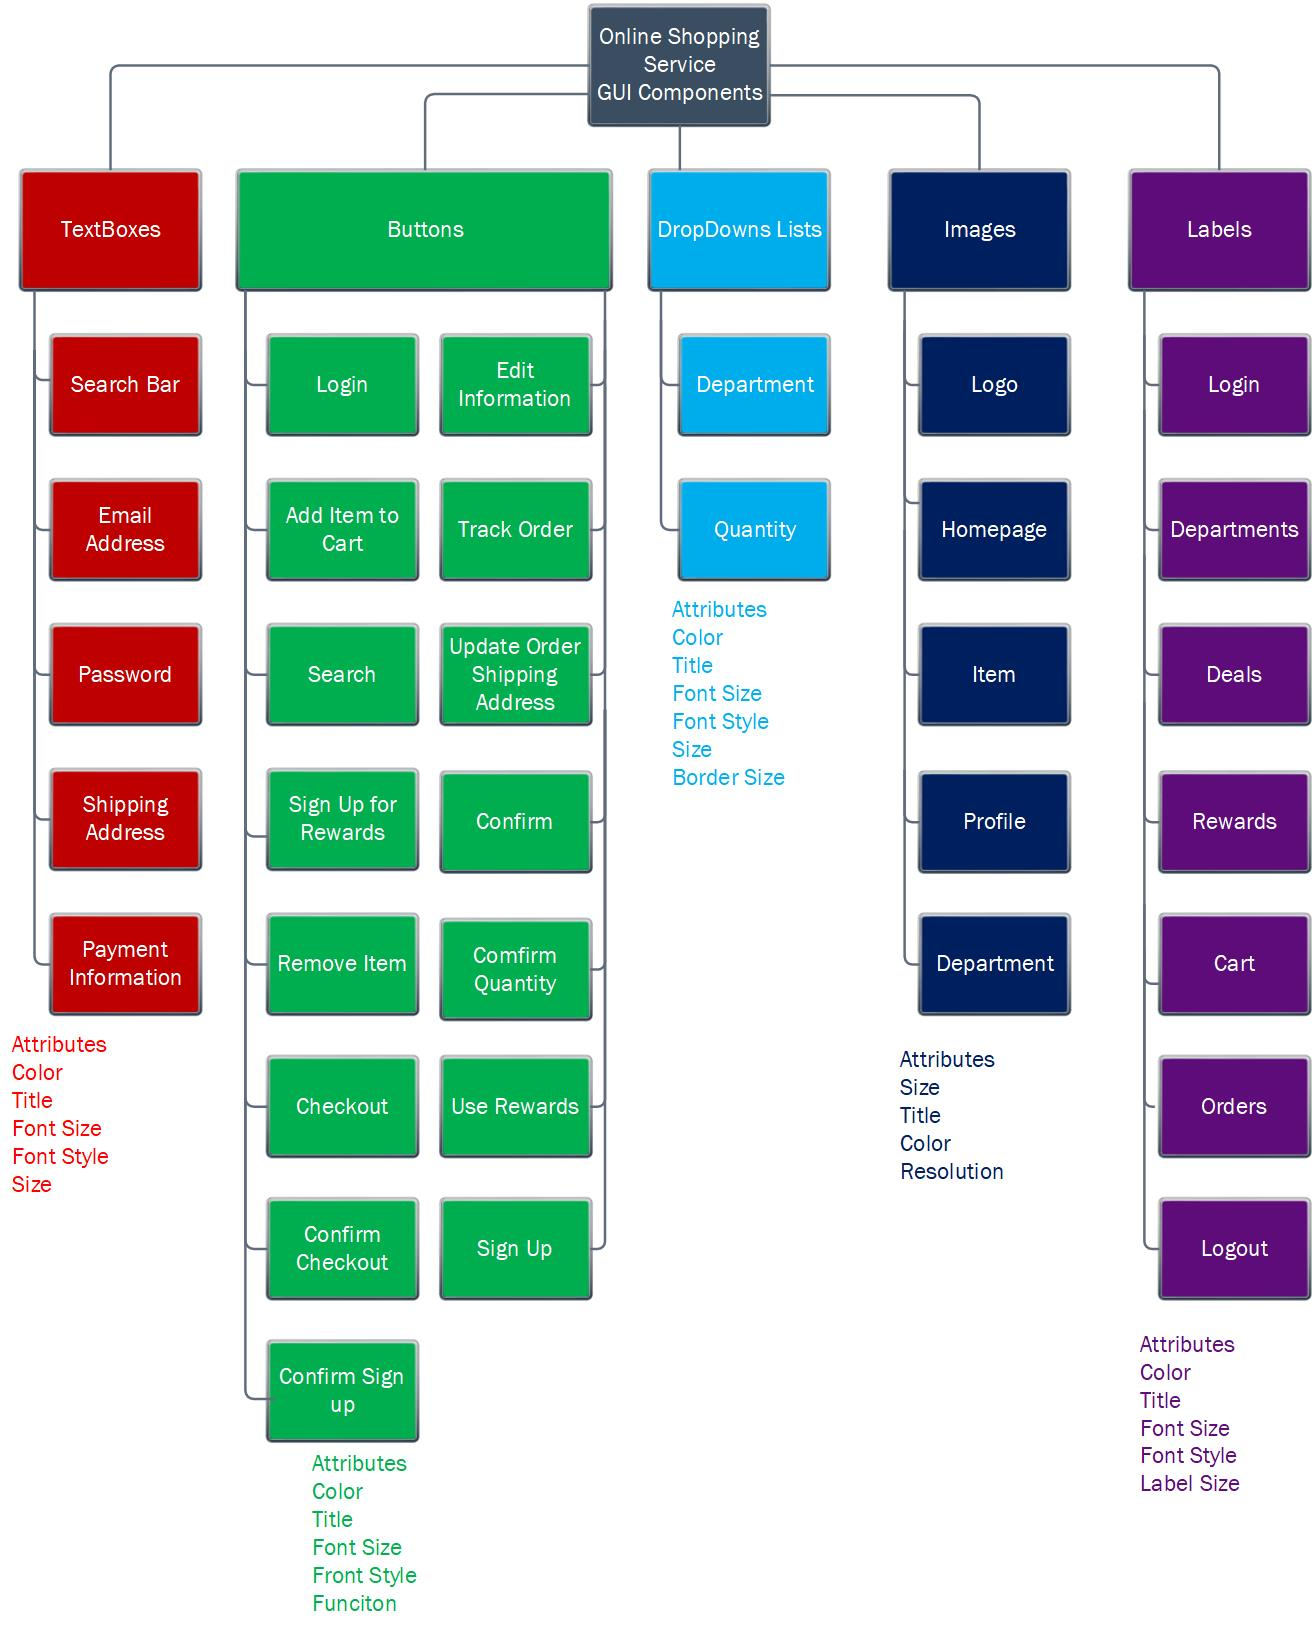 Online Shopping
Service
GUI Components
TextBoxes
Buttons
DropDowns Lists
Images
Labels
Search Bar
Email
Address
Password
Shipping
Address
Payment
Information
Attributes
Color
Title
Font Size
Font Style
Size
Login
Add Item to
Cart
Search
Sign Up for
Rewards
Remove Item
Checkout
Confirm
Checkout
Confirm Sign
up
Edit
Information
Track Order
Update Order
Shipping
Address
Confirm
Comfirm
Quantity
Use Rewards
Sign Up
Attributes
Color
Title
Font Size
Front Style
Funciton
Department
Quantity
Attributes
Color
Title
Font Size
Font Style
Size
Border Size
Logo
Homepage
Item
Profile
Department
Attributes
Size
Title
Color
Resolution
Login
Departments
Deals
Rewards
Cart
Orders
Logout
Attributes
Color
Title
Font Size
Font Style
Label Size